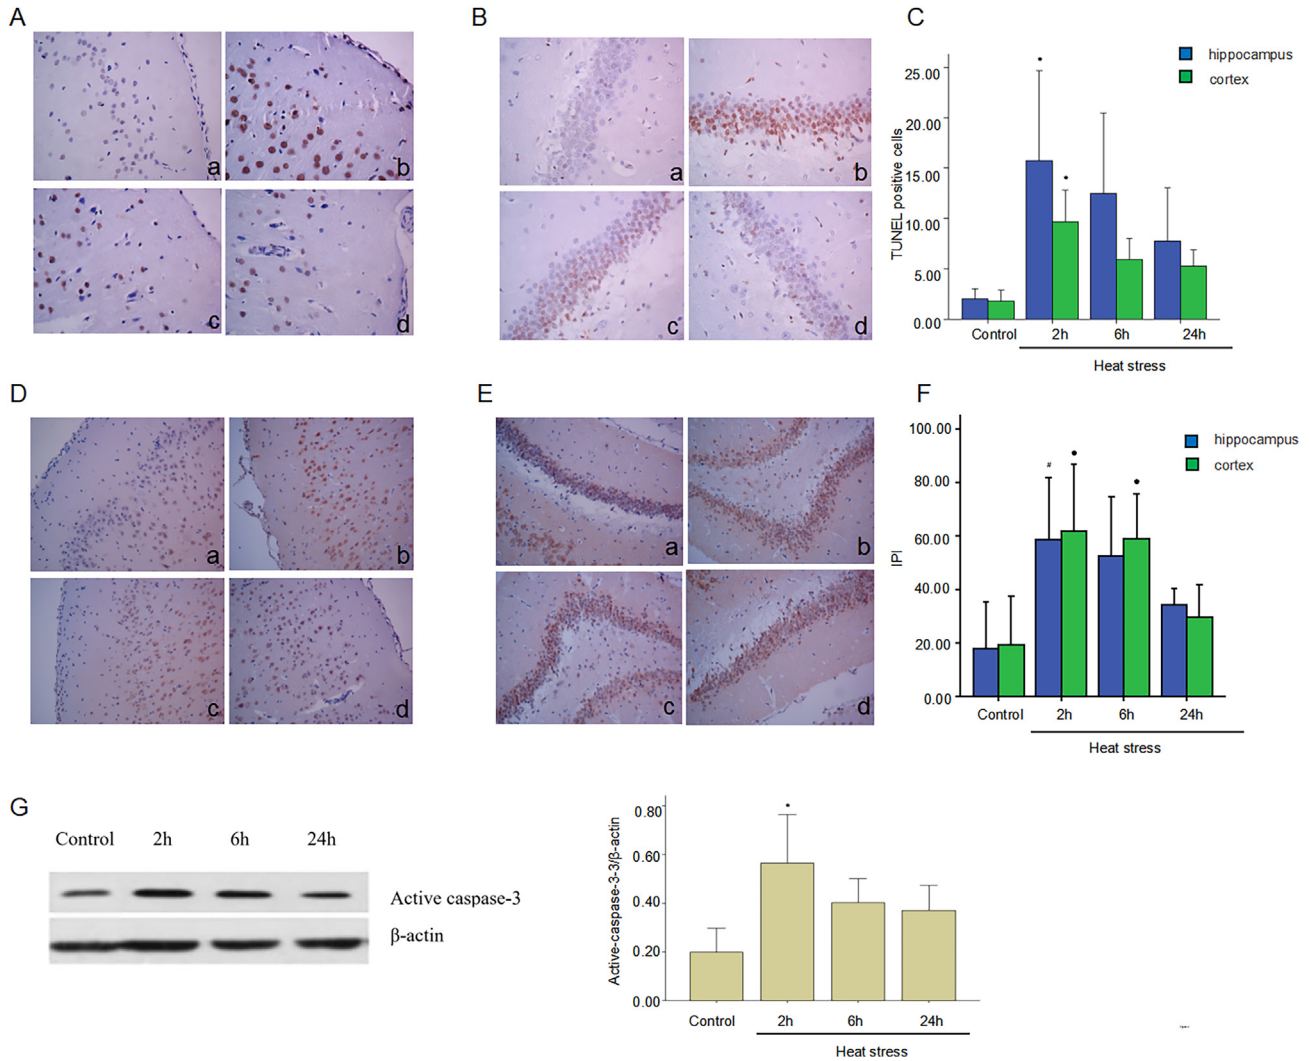 A
B
C
a
b
c
d
a
b
c
d
TUNEL positive cells
25.00
20.00
15.00
10.00
5.00
0.00
hippocampus
cortex
Control
2h
6h
24h
Heat stress
D
E
F
a
b
c
d
a
b
c
d
IPI
100.00
80.00
60.00
40.00
20.00
0.00
#
hippocampus
cortex
Control
2h
6h
24h
Heat stress
G
Control 2h 6h 24h
Active caspase-3
β-actin
Active-caspase-3-3/β-actin
0.80
0.60
0.40
0.20
0.00
Control
2h
6h
24h
Heat stress